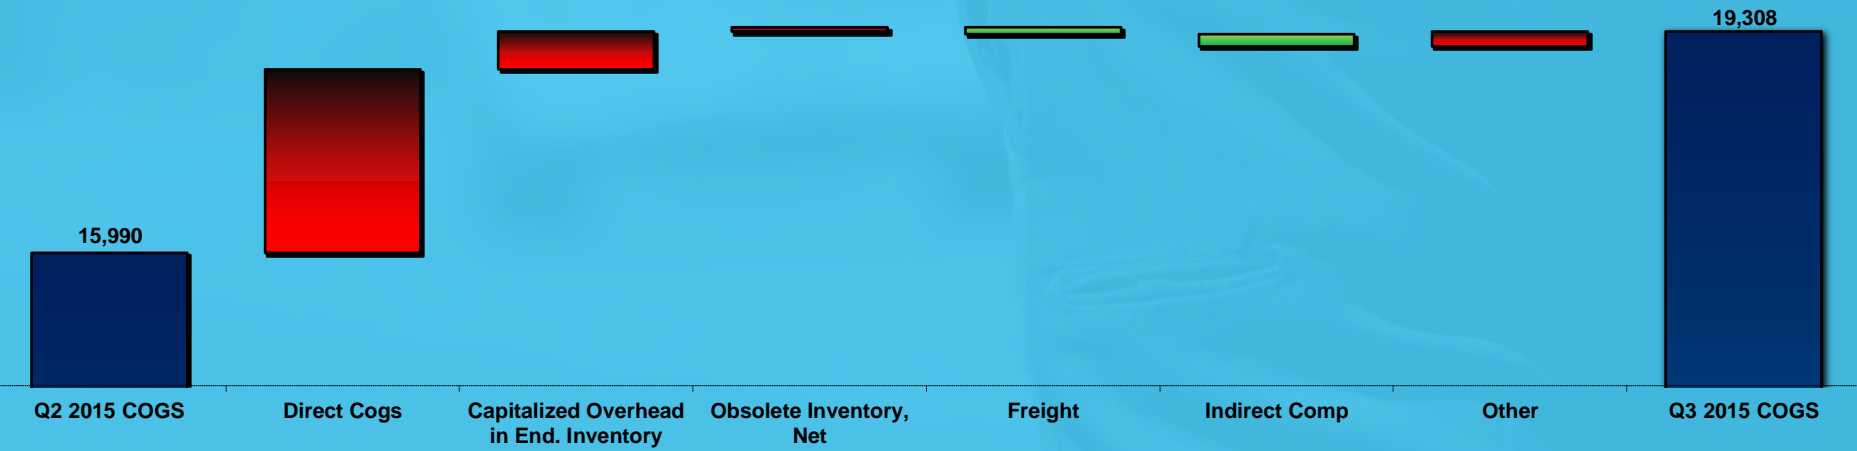 19,308
15,990
Q2 2015 COGS
Direct Cogs
Capitalized Overhead
in End. Inventory
Obsolete Inventory,
Net
Freight
Indirect Comp
Other
Q3 2015 COGS